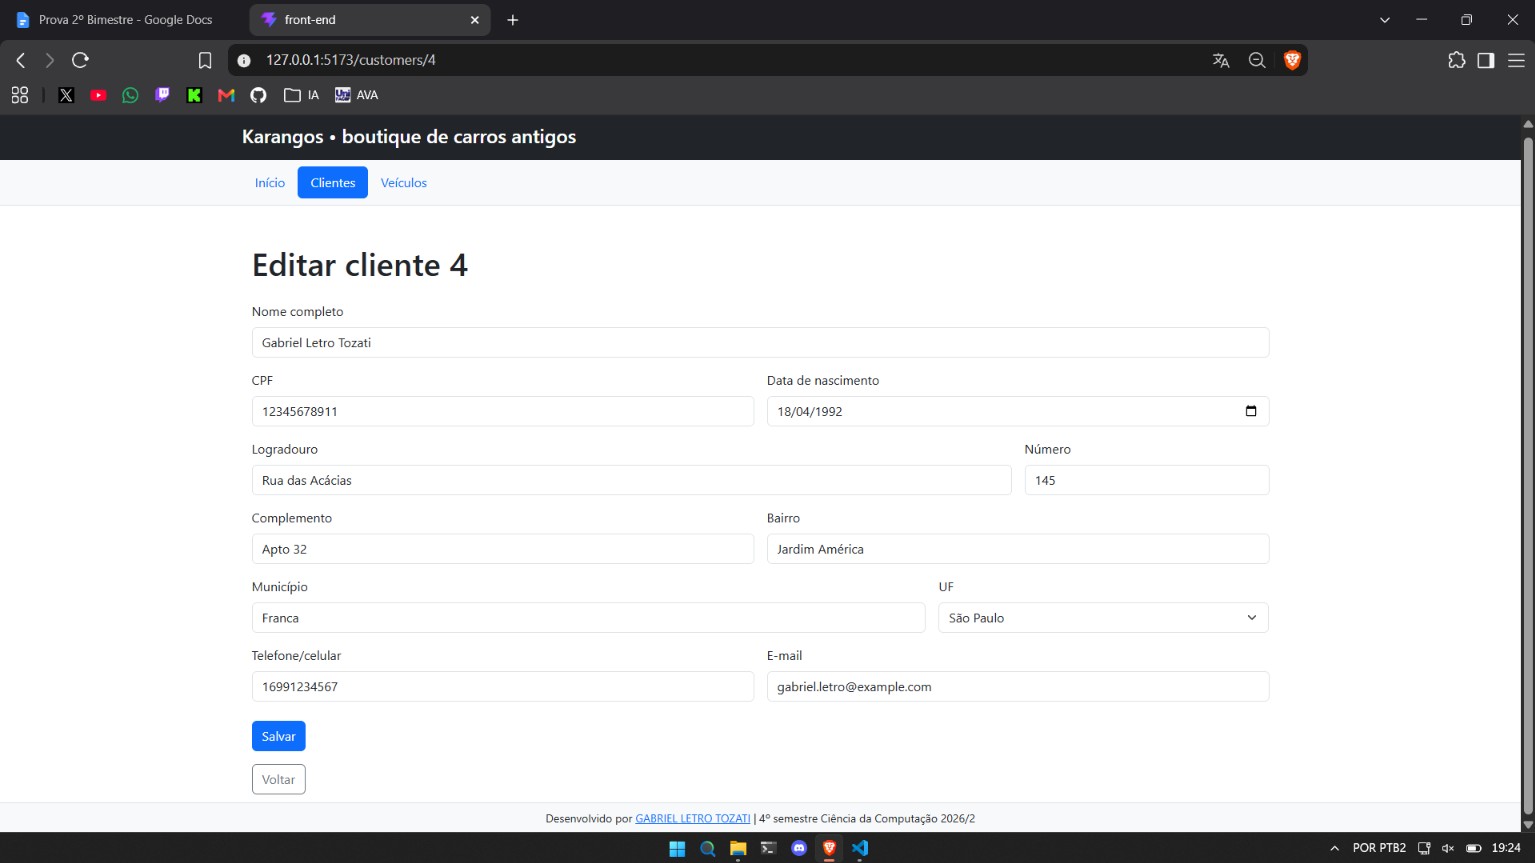 Prova 2º Bimestre - Google Docs
front-end
127.0.0.1:5173/customers/4
IA
AVA
Karangos • boutique de carros antigos
Início
Clientes
Veículos
Editar cliente 4
Nome completo
Gabriel Letro Tozati
CPF
Data de nascimento
12345678911
18/04/1992
Logradouro
Número
Rua das Acácias
145
Complemento
Bairro
Apto 32
Jardim América
Município
UF
Franca
São Paulo
Telefone/celular
E-mail
16991234567
gabriel.letro@example.com
Salvar
Voltar
Desenvolvido por GABRIEL LETRO TOZATI | 4º semestre Ciência da Computação 2026/2
POR PTB2
19:24